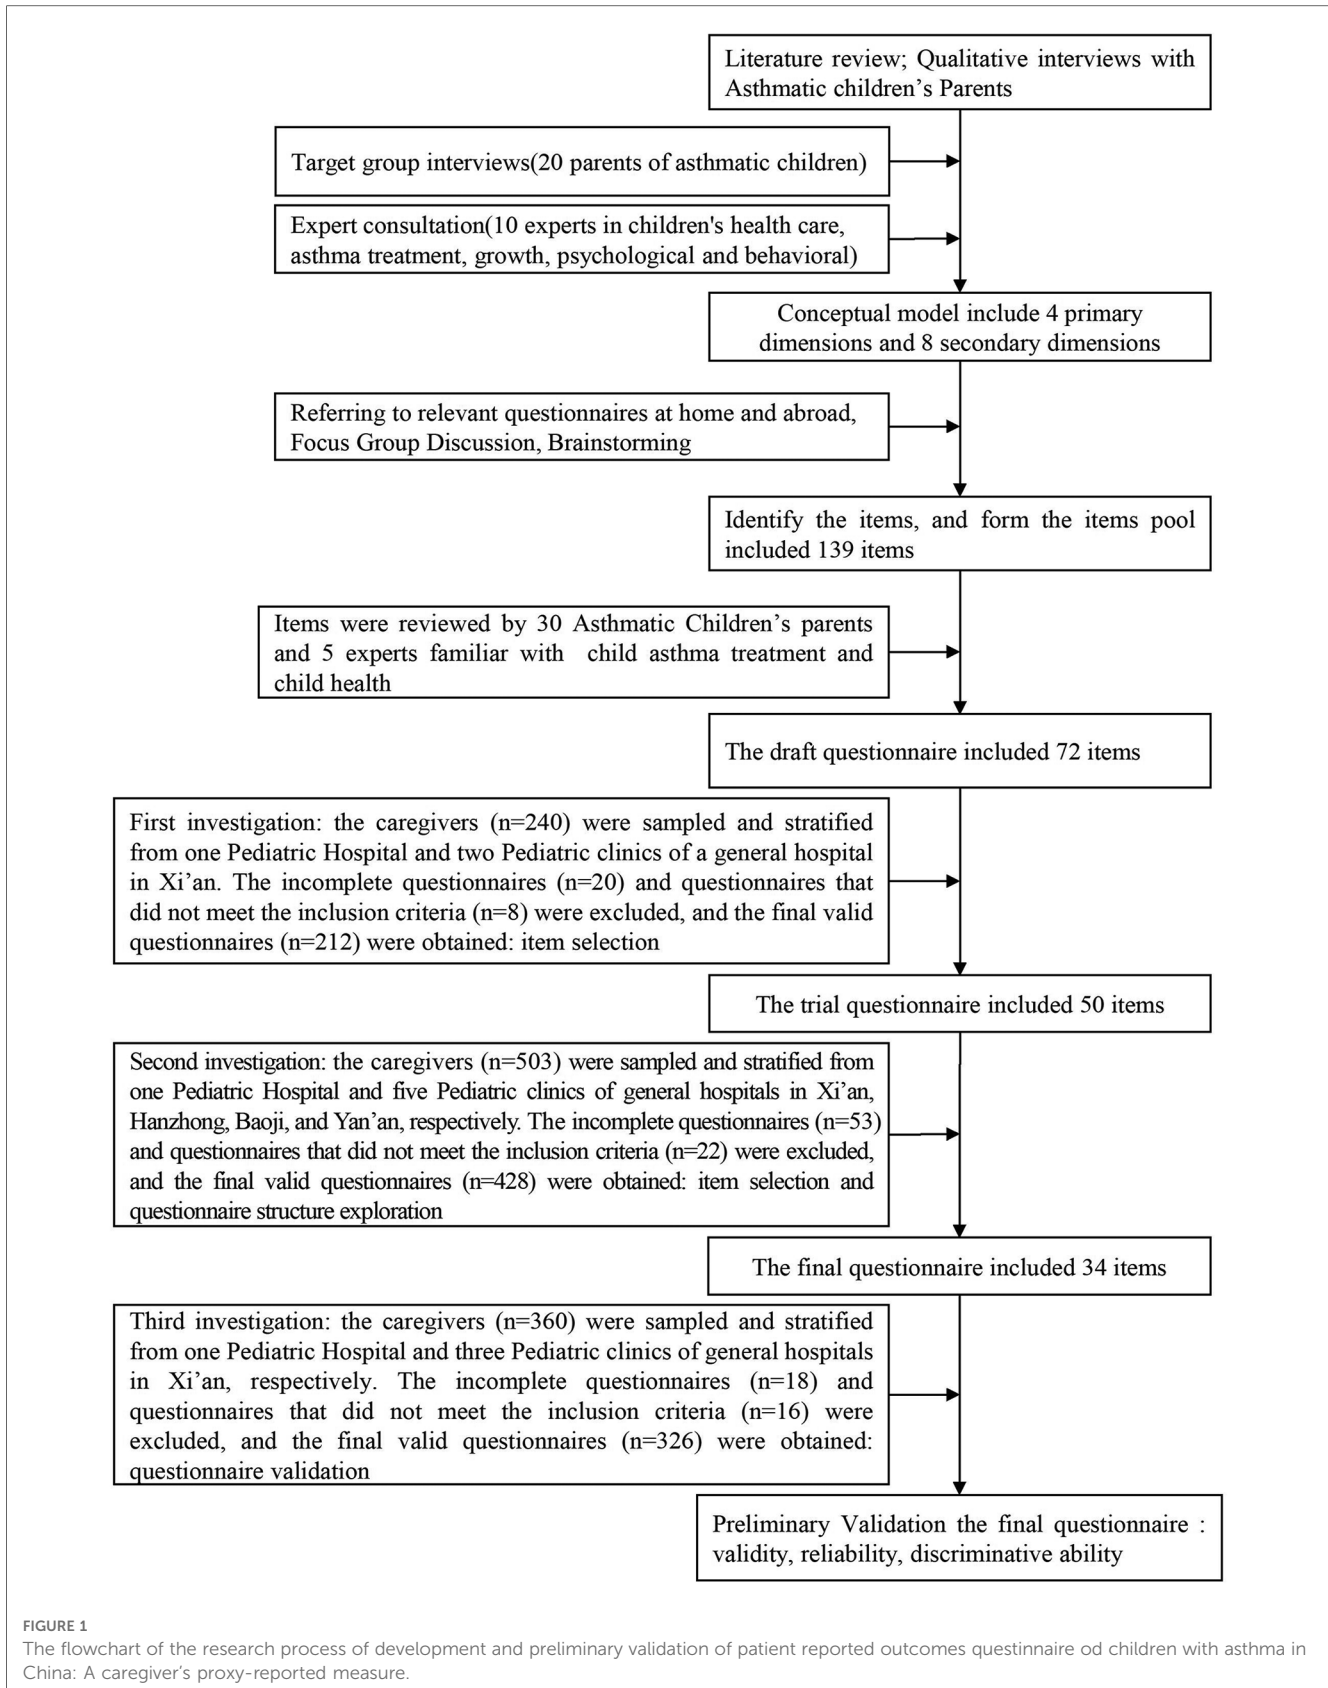 Literature review; Qualitative interviews with
Asthmatic children's Parents
Target group interviews(20 parents of asthmatic children)
Expert consultation(10 experts in children's health care,
asthma treatment, growth, psychological and behavioral)
Conceptual model include 4 primary
dimensions and 8 secondary dimensions
Referring to relevant questionnaires at home and abroad,
Focus Group Discussion, Brainstorming
Identify the items, and form the items pool
included 139 items
Items were reviewed by 30 Asthmatic Children's parents
and 5 experts familiar with child asthma treatment and
child health
The draft questionnaire included 72 items
First investigation: the caregivers (n=240) were sampled and stratified
from one Pediatric Hospital and two Pediatric clinics of a general hospital
in Xi'an. The incomplete questionnaires (n=20) and questionnaires that
did not meet the inclusion criteria (n=8) were excluded, and the final valid
questionnaires (n=212) were obtained: item selection
The trial questionnaire included 50 items
Second investigation: the caregivers (n=503) were sampled and stratified from
one Pediatric Hospital and five Pediatric clinics of general hospitals in Xi'an,
Hanzhong, Baoji, and Yan'an, respectively. The incomplete questionnaires (n=53)
and questionnaires that did not meet the inclusion criteria (n=22) were excluded,
and the final valid questionnaires (n=428) were obtained: item selection and
questionnaire structure exploration
The final questionnaire included 34 items
Third investigation: the caregivers (n=360) were sampled and stratified
from one Pediatric Hospital and three Pediatric clinics of general hospitals
in Xi'an, respectively. The incomplete questionnaires (n=18) and
questionnaires that did not meet the inclusion criteria (n=16) were
excluded, and the final valid questionnaires (n=326) were obtained:
questionnaire validation
Preliminary Validation the final questionnaire :
validity, reliability, discriminative ability
FIGURE 1
The flowchart of the research process of development and preliminary validation of patient reported outcomes questinnaire od children with asthma in
China: A caregiver's proxy-reported measure.